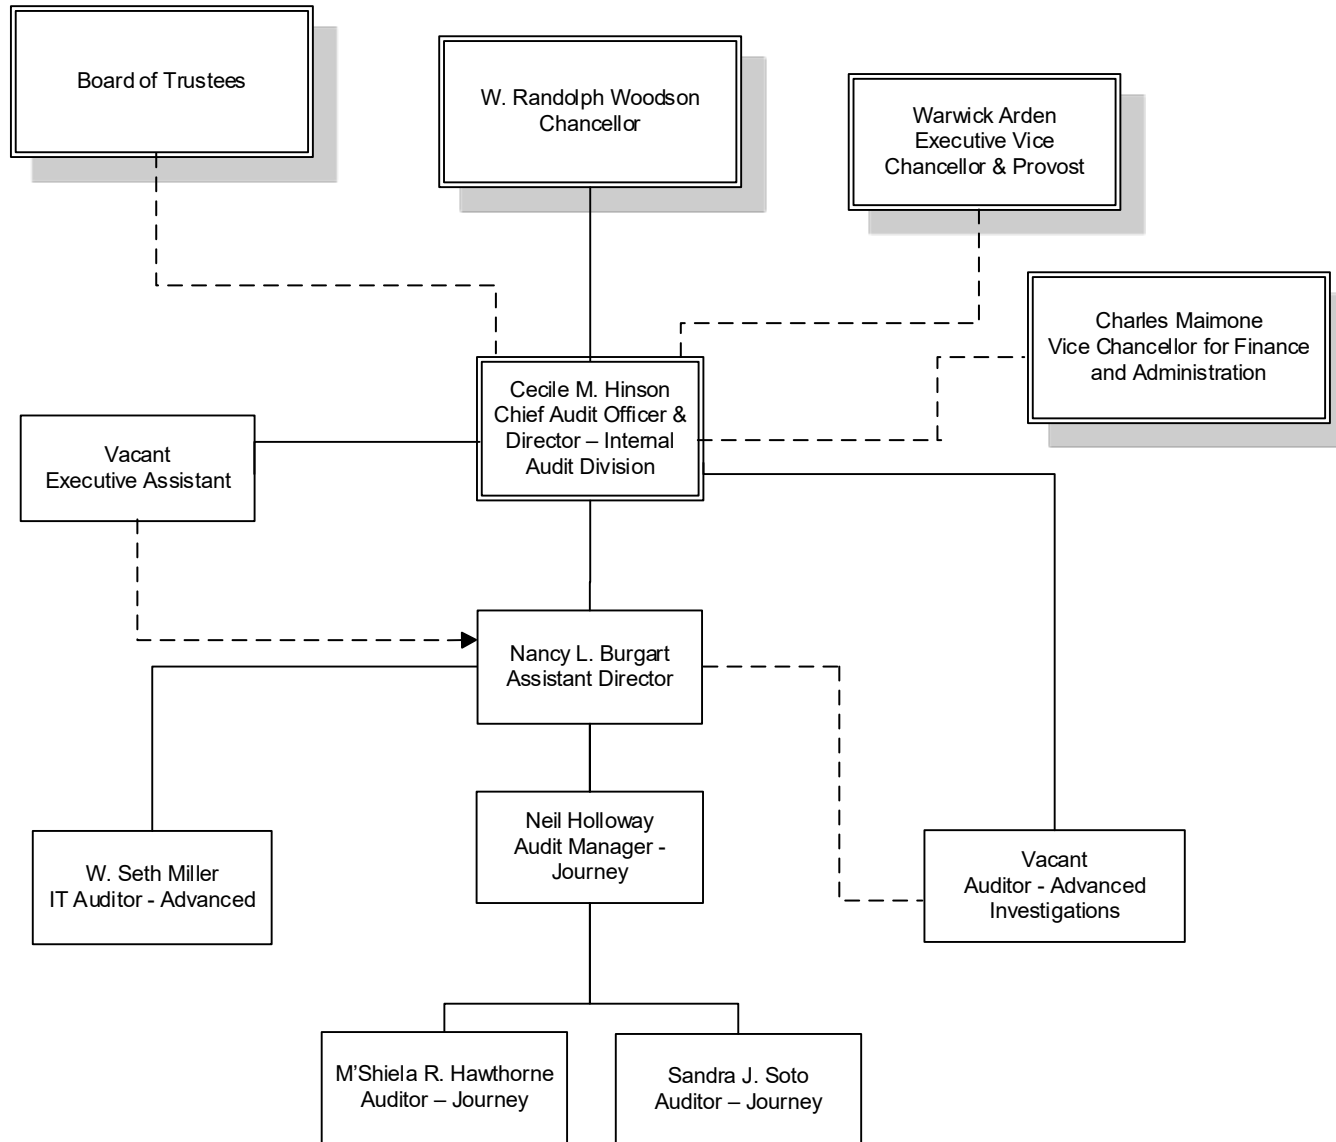 Board of Trustees
W. Randolph Woodson
Chancellor
Warwick Arden
Executive Vice
Chancellor & Provost
Charles Maimone
Vice Chancellor for Finance
and Administration
Cecile M. Hinson
Chief Audit Officer &
Director – Internal
Audit Division
Vacant
Executive Assistant
Nancy L. Burgart
Assistant Director
Neil Holloway
Audit Manager -
Journey
W. Seth Miller
IT Auditor - Advanced
Vacant
Auditor - Advanced
Investigations
M’Shiela R. Hawthorne
Auditor – Journey
Sandra J. Soto
Auditor – Journey